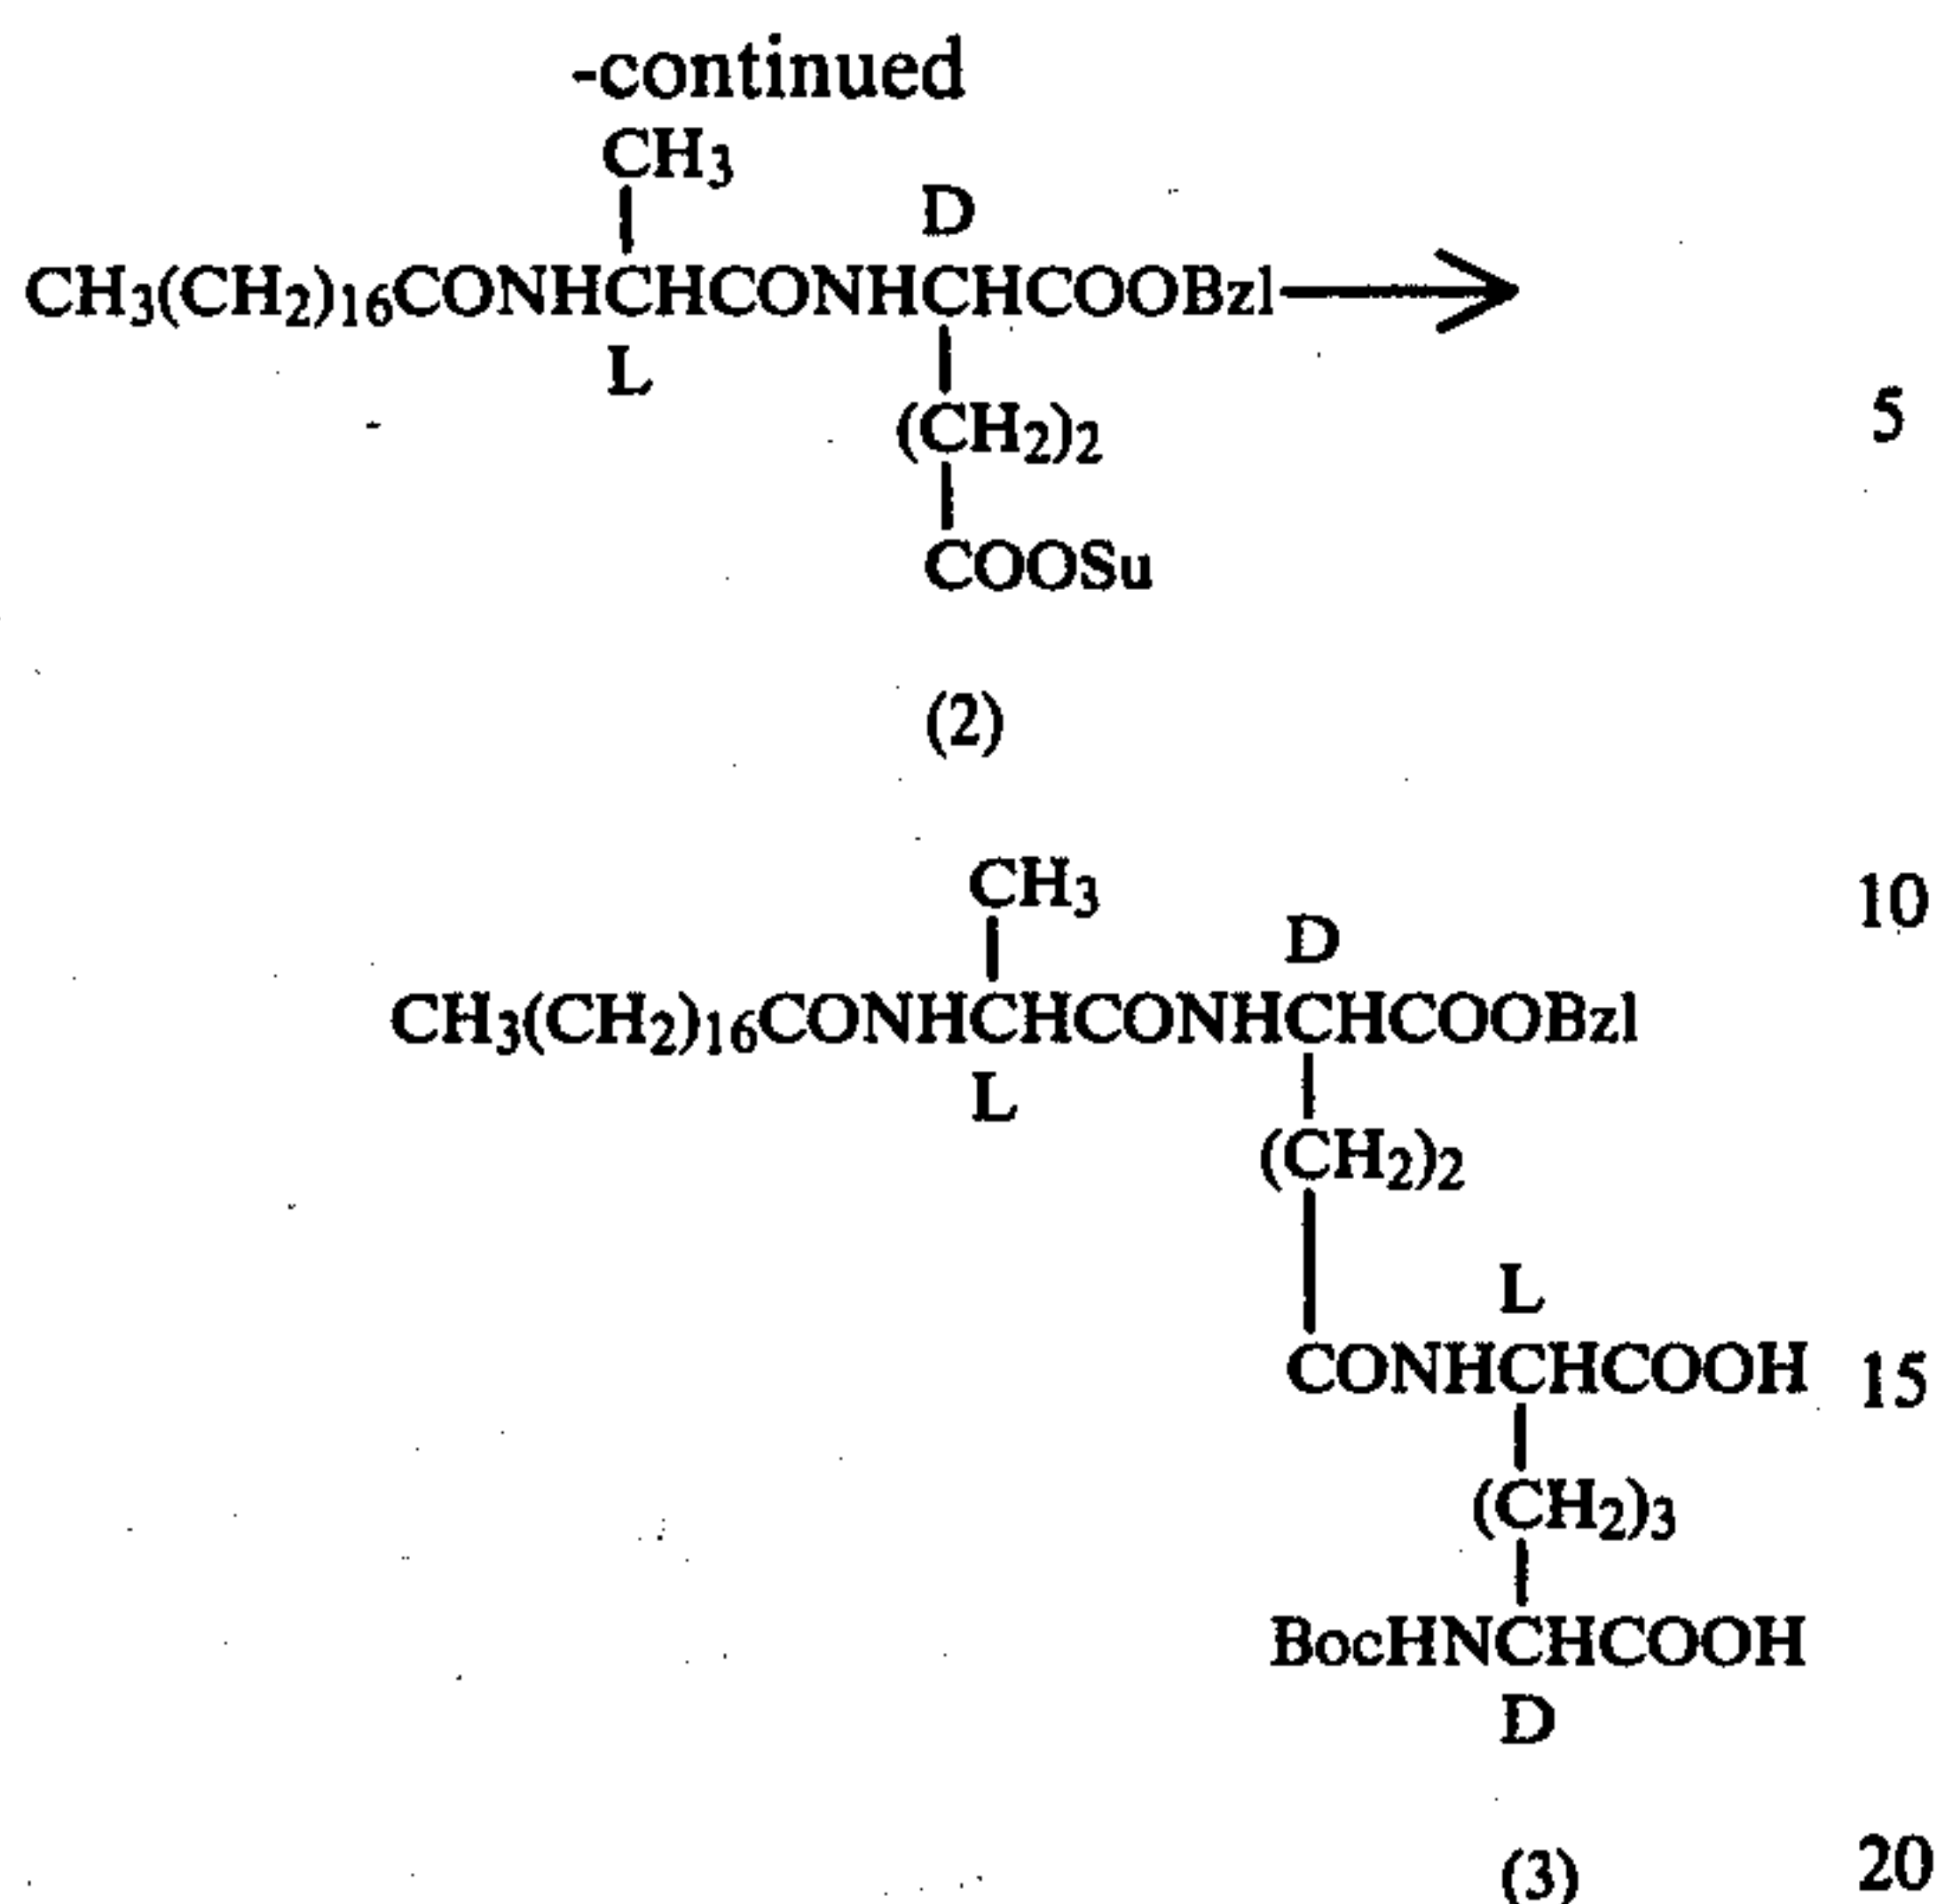 -continued
CH3
D
CH3(CH2)16CONHCHCONHCHCOOBzl
L
(CH2)2
5
COOSu
(2)
CH3
10
D
CH3(CH2)16CONHCHCONHCHCOOBzl
L
(CH2)2
L
CONHCHCOOH
15
(CH2)3
BocHNCHCOOH
D
(3)
20